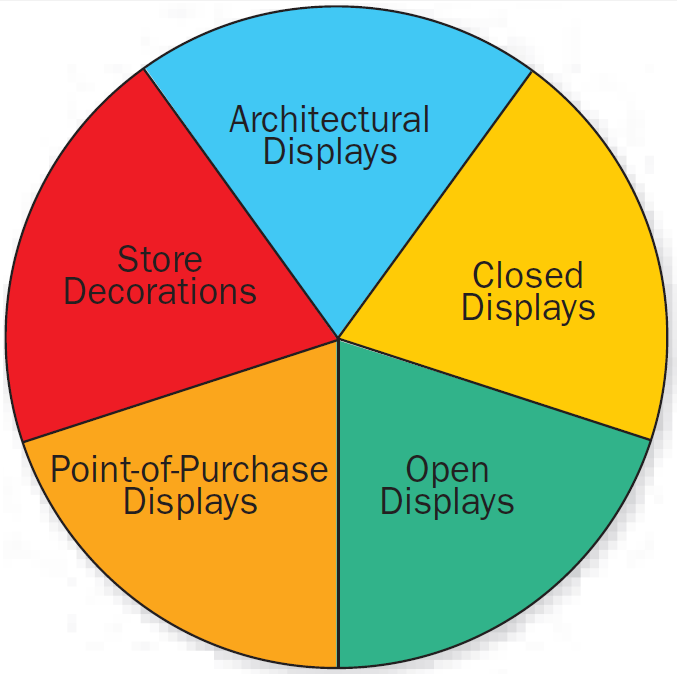 Architectural
Displays
Closed
Displays
Open
Displays
Point-of-Purchase
Displays
Store
Decorations